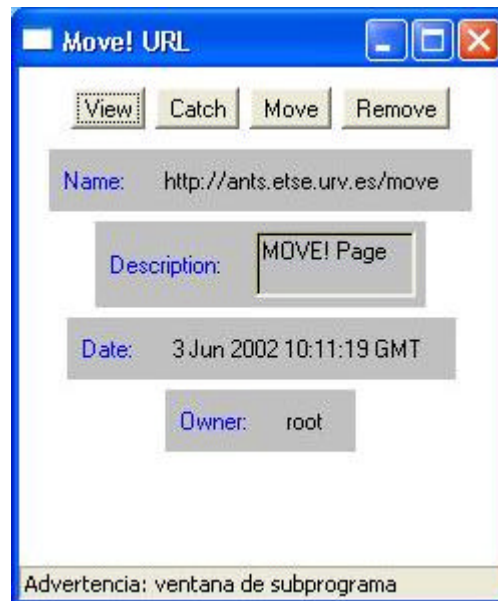 Move! URL
View Catch Move Remove
Name: http://ants.etse.urv.es/move
Description: MOVE! Page
Date: 3 Jun 2002 10:11:19 GMT
Owner: root
Advertencia: ventana de subprograma